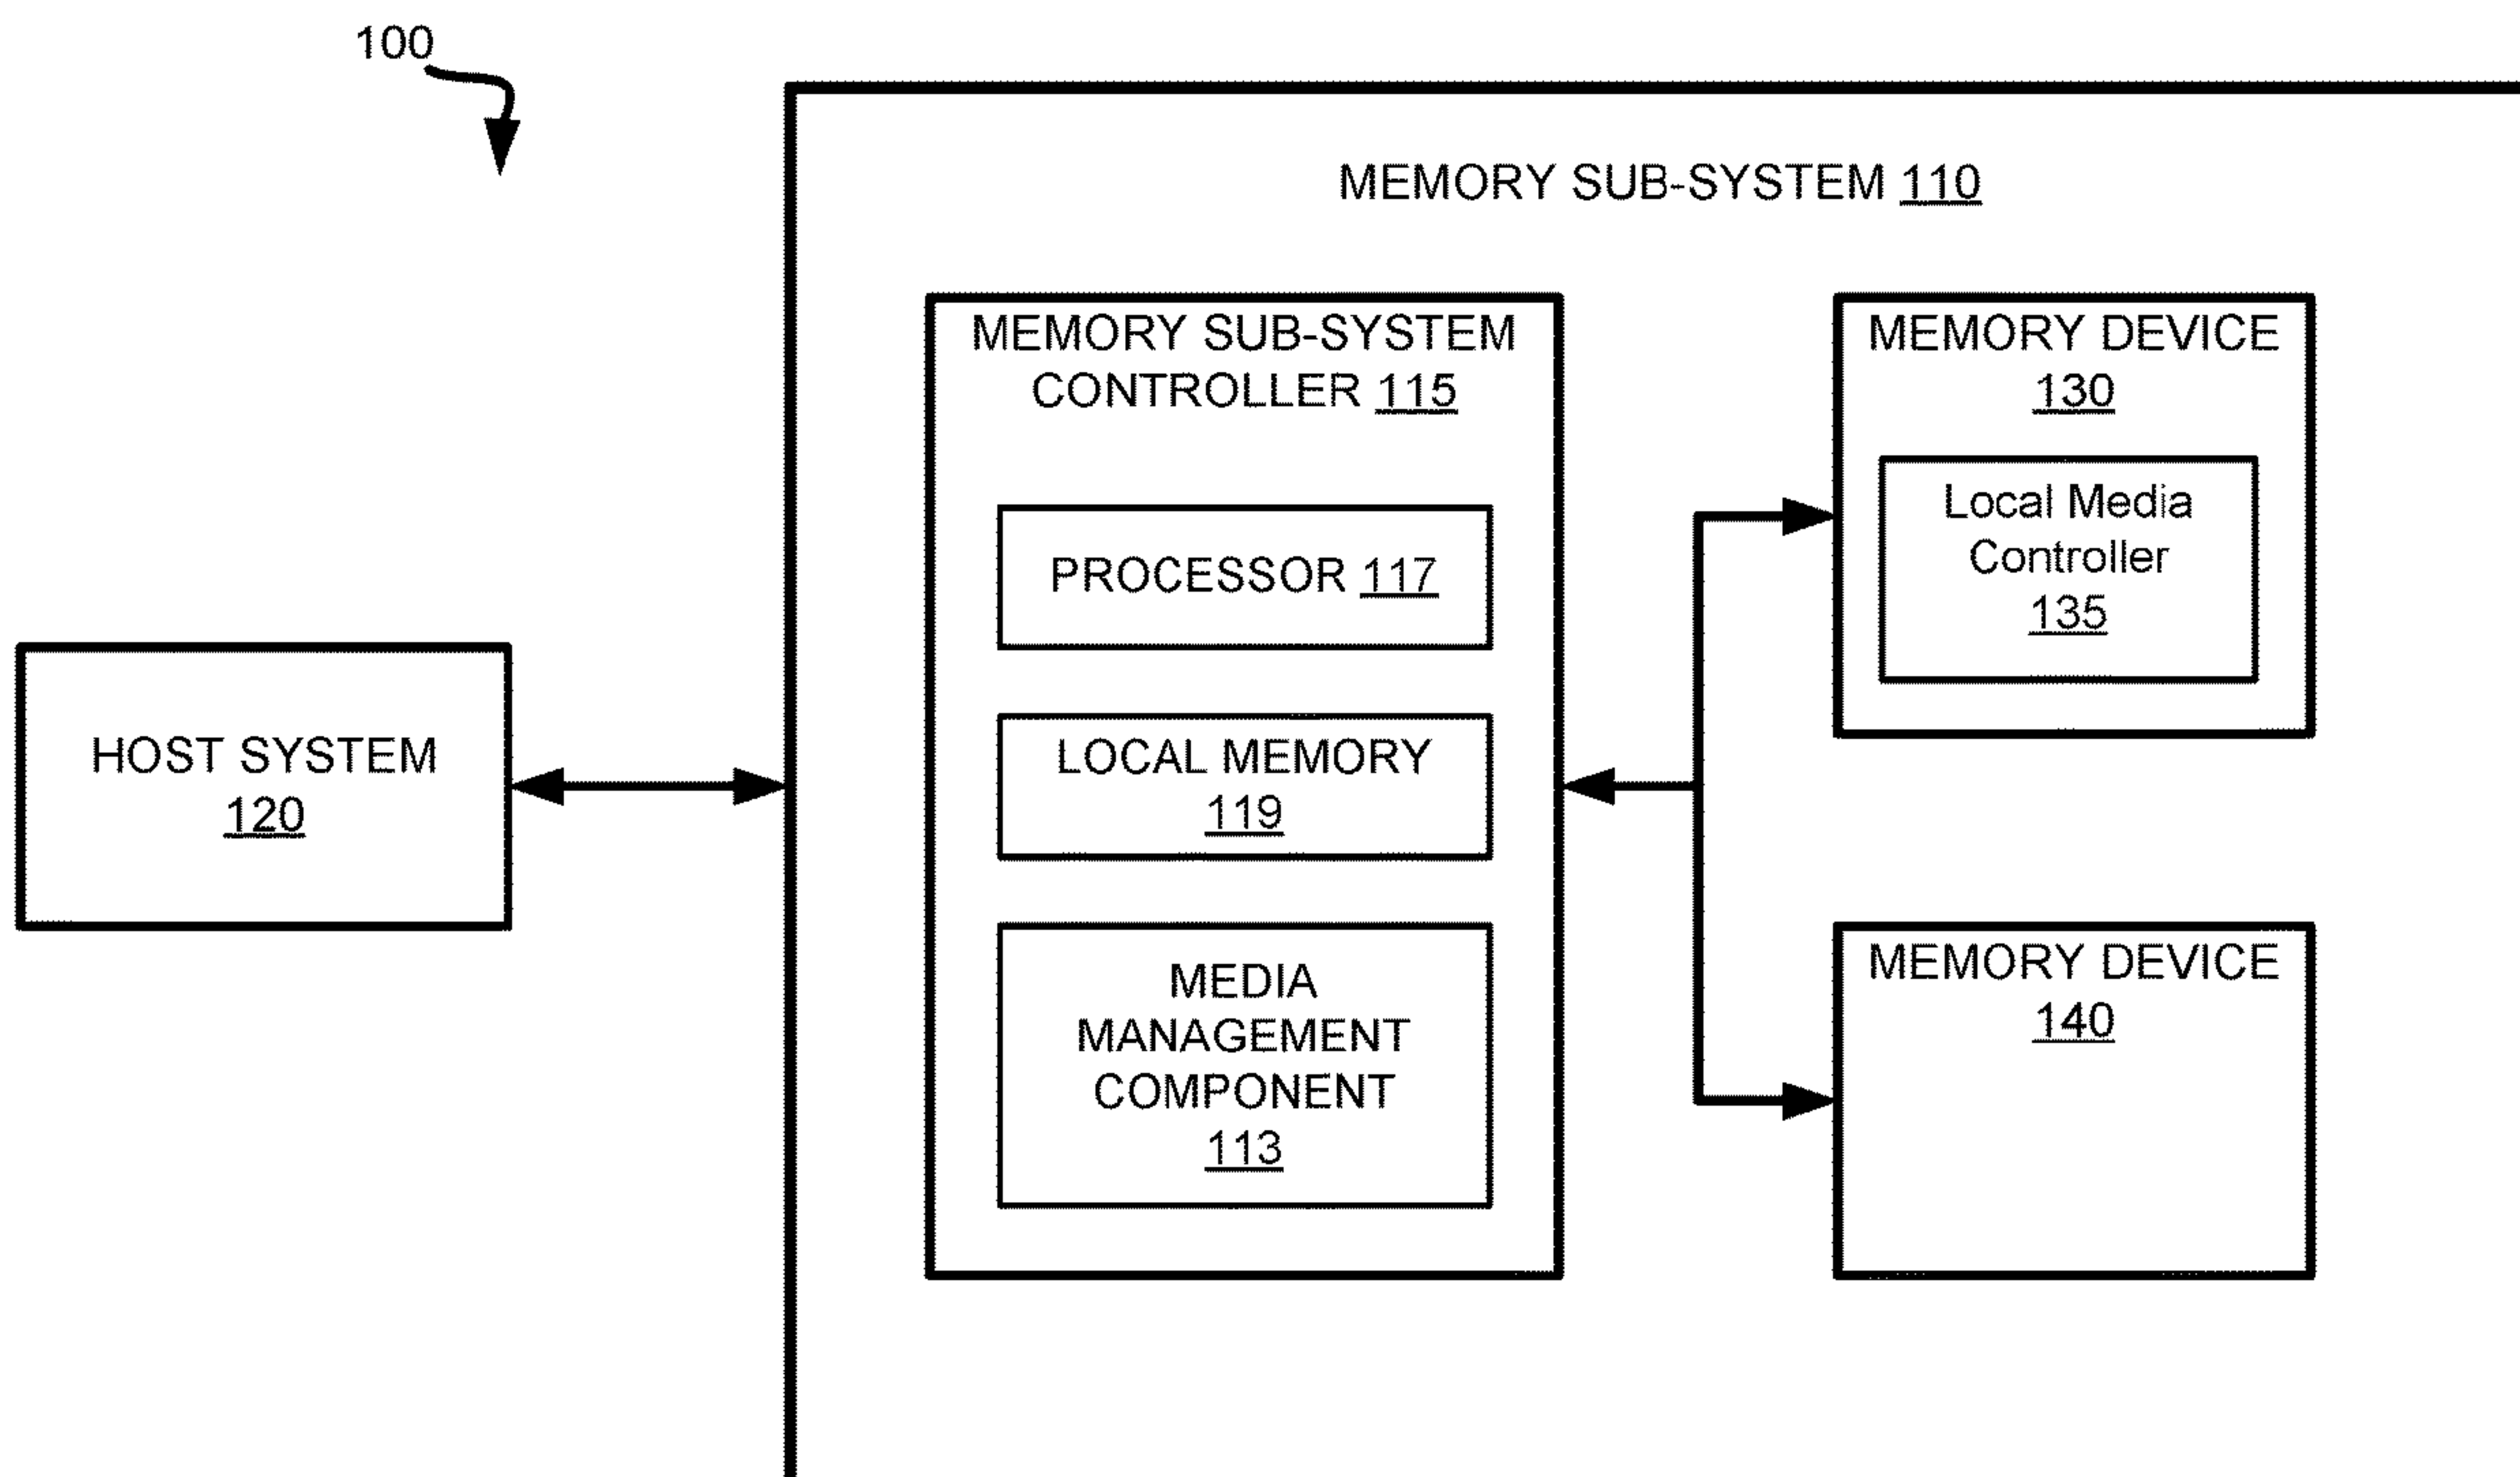 100
MEMORY SUB-SYSTEM 110
MEMORY SUB-SYSTEM
CONTROLLER 115
PROCESSOR 117
LOCAL MEMORY
119
MEDIA
MANAGEMENT
COMPONENT
113
MEMORY DEVICE
130
Local Media
Controller
135
MEMORY DEVICE
140
HOST SYSTEM
120